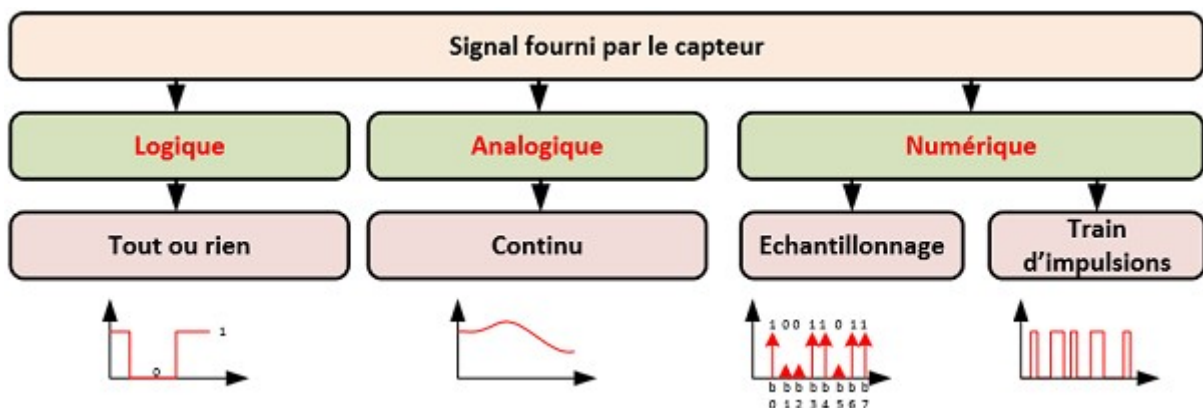 Signal fourni par le capteur
Logique
Analogique
Numérique
Tout ou rien
Continu
Echantillonnage
Train
d'impulsions
1
0
1 0 0 1 1 0 1 1
b b b b b b b b
0 1 2 3 4 5 6 7